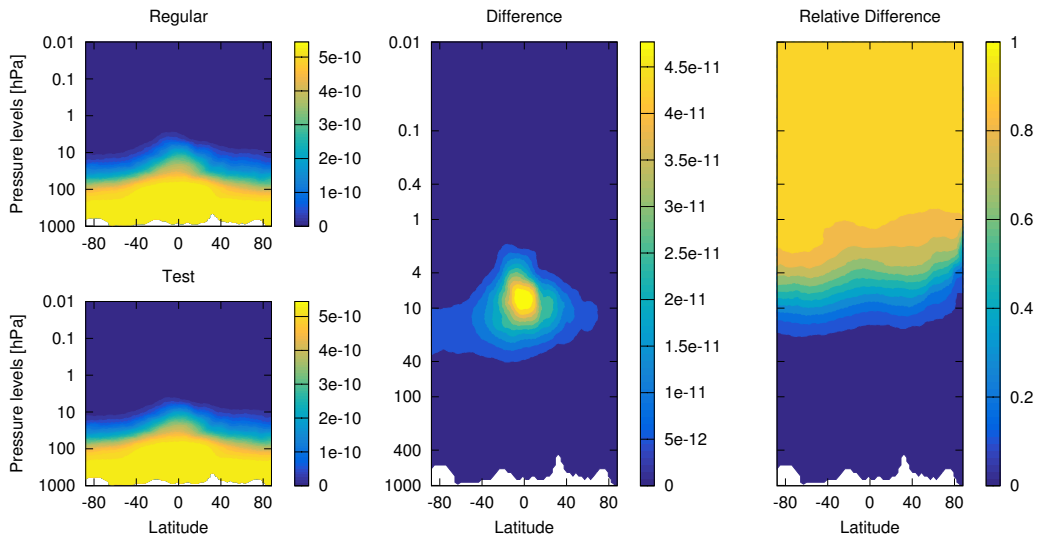 Regular
Pressure levels [hPa]
0.01
0.1
1
10
100
1000
-80
-40
0
40
80
5e-10
4e-10
3e-10
2e-10
1e-10
0
Test
Pressure levels [hPa]
0.01
0.1
1
10
100
1000
-80
-40
0
40
80
Latitude
5e-10
4e-10
3e-10
2e-10
1e-10
0
Difference
0.01
0.1
0.4
1
4
10
40
100
400
1000
-80
-40
0
40
80
Latitude
4.5e-11
4e-11
3.5e-11
3e-11
2.5e-11
2e-11
1.5e-11
1e-11
5e-12
0
Relative Difference
-80
-40
0
40
80
Latitude
1
0.8
0.6
0.4
0.2
0